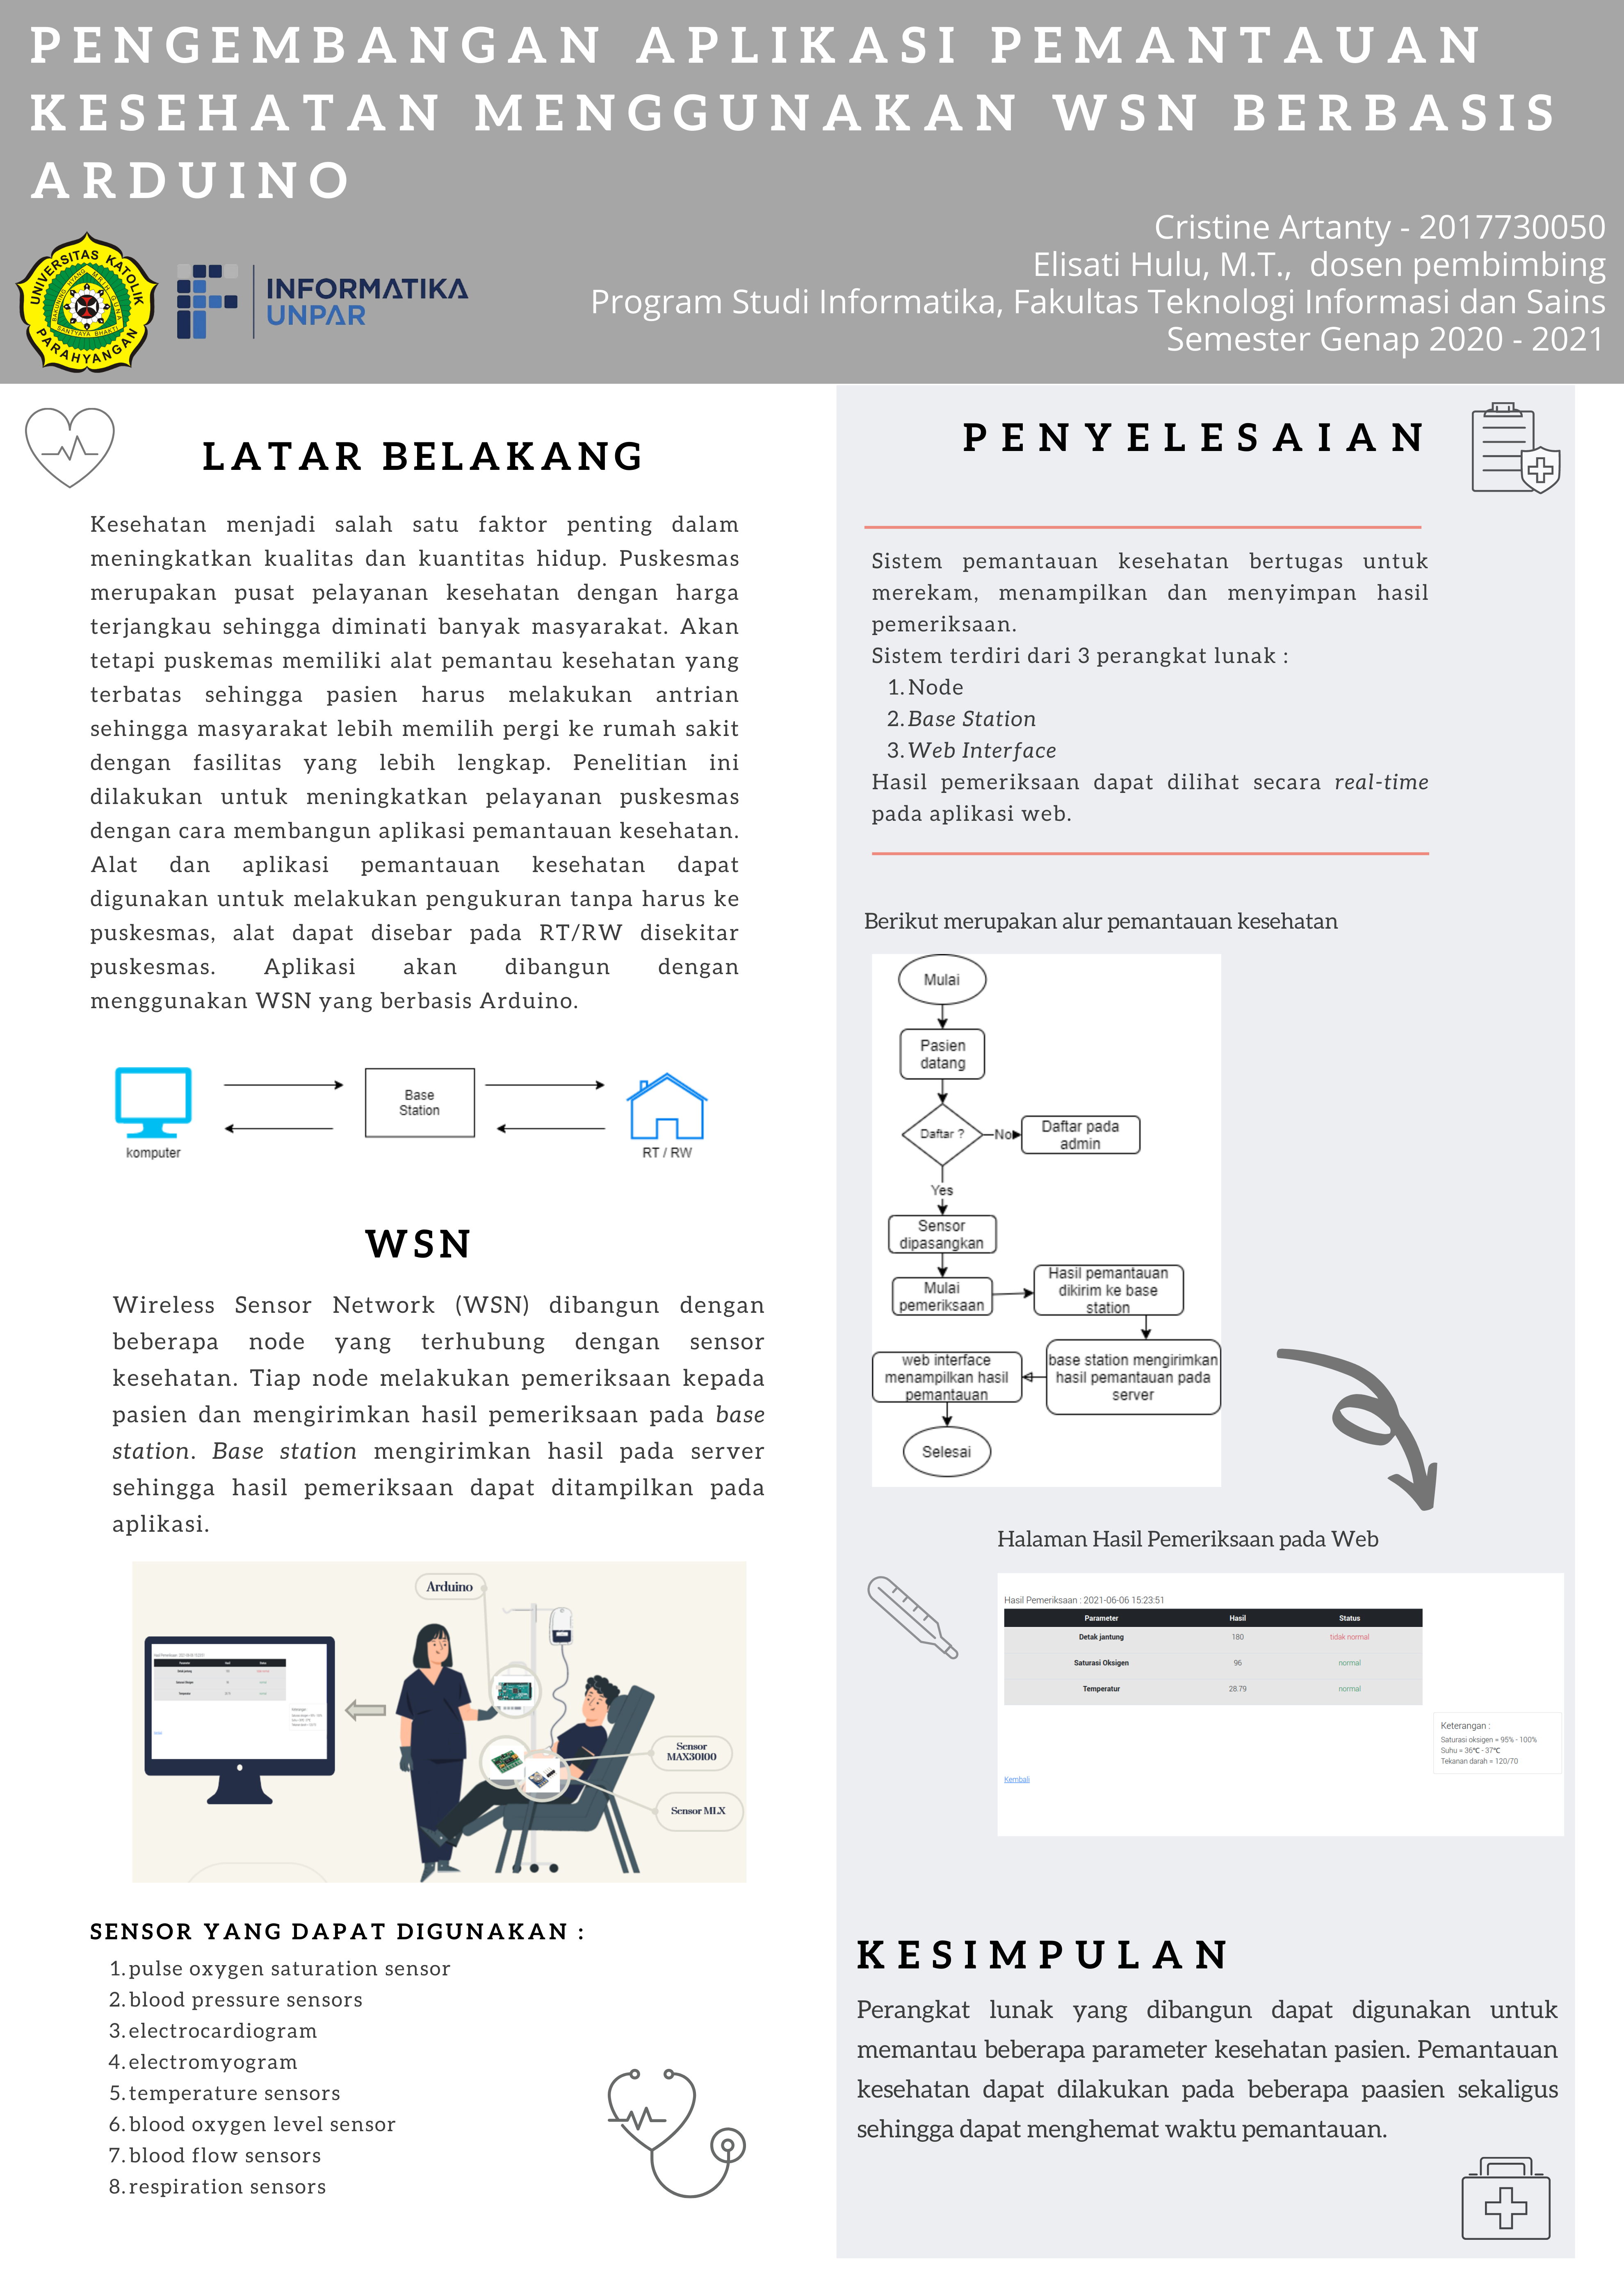 PENGEMBANGAN APLIKASI PEMANTAUAN
KESEHATAN MENGGUNAKAN WSN BERBASIS
ARDUINO
Cristine Artanty - 2017730050
Elisati Hulu, M.T., dosen pembimbing
Program Studi Informatika, Fakultas Teknologi Informasi dan Sains
Semester Genap 2020 - 2021
UNIVERSITAS KATOLIK
PARAHYANGAN
INFORMATIKA
UNPAR
LATAR BELAKANG
Kesehatan menjadi salah satu faktor penting dalam
meningkatkan kualitas dan kuantitas hidup. Puskesmas
merupakan pusat pelayanan kesehatan dengan harga
terjangkau sehingga diminati banyak masyarakat. Akan
tetapi puskemas memiliki alat pemantau kesehatan yang
terbatas sehingga pasien harus melakukan antrian
sehingga masyarakat lebih memilih pergi ke rumah sakit
dengan fasilitas yang lebih lengkap. Penelitian ini
dilakukan untuk meningkatkan pelayanan puskesmas
dengan cara membangun aplikasi pemantauan kesehatan.
Alat dan aplikasi pemantauan kesehatan dapat
digunakan untuk melakukan pengukuran tanpa harus ke
puskesmas, alat dapat disebar pada RT/RW disekitar
puskesmas. Aplikasi akan dibangun dengan
menggunakan WSN yang berbasis Arduino.
komputer
Base
Station
RT / RW
WSN
Wireless Sensor Network (WSN) dibangun dengan
beberapa node yang terhubung dengan sensor
kesehatan. Tiap node melakukan pemeriksaan kepada
pasien dan mengirimkan hasil pemeriksaan pada base
station. Base station mengirimkan hasil pada server
sehingga hasil pemeriksaan dapat ditampilkan pada
aplikasi.
Arduino
Sensor
MAX30100
Sensor MLX
SENSOR YANG DAPAT DIGUNAKAN :
1. pulse oxygen saturation sensor
2. blood pressure sensors
3. electrocardiogram
4. electromyogram
5. temperature sensors
6. blood oxygen level sensor
7. blood flow sensors
8. respiration sensors
PENYELESAIAN
Sistem pemantauan kesehatan bertugas untuk
merekam, menampilkan dan menyimpan hasil
pemeriksaan.
Sistem terdiri dari 3 perangkat lunak :
1. Node
2. Base Station
3. Web Interface
Hasil pemeriksaan dapat dilihat secara real-time
pada aplikasi web.
Berikut merupakan alur pemantauan kesehatan
Mulai
Pasien
datang
Daftar ?
No
Daftar pada
admin
Yes
Sensor
dipasangkan
Mulai
pemeriksaan
Hasil pemantauan
dikirim ke base
station
base station mengirimkan
hasil pemantauan pada
server
web interface
menampilkan hasil
pemantauan
Selesai
Halaman Hasil Pemeriksaan pada Web
Hasil Pemeriksaan : 2021-06-06 15:23:51
Parameter Hasil Status
Detak jantung 180 tidak normal
Saturasi Oksigen 96 normal
Temperatur 28.79 normal
Keterangan :
Saturasi oksigen = 95% - 100%
Suhu = 36℃ - 37℃
Tekanan darah = 120/70
Kembali
KESIMPULAN
Perangkat lunak yang dibangun dapat digunakan untuk
memantau beberapa parameter kesehatan pasien. Pemantauan
kesehatan dapat dilakukan pada beberapa paasien sekaligus
sehingga dapat menghemat waktu pemantauan.